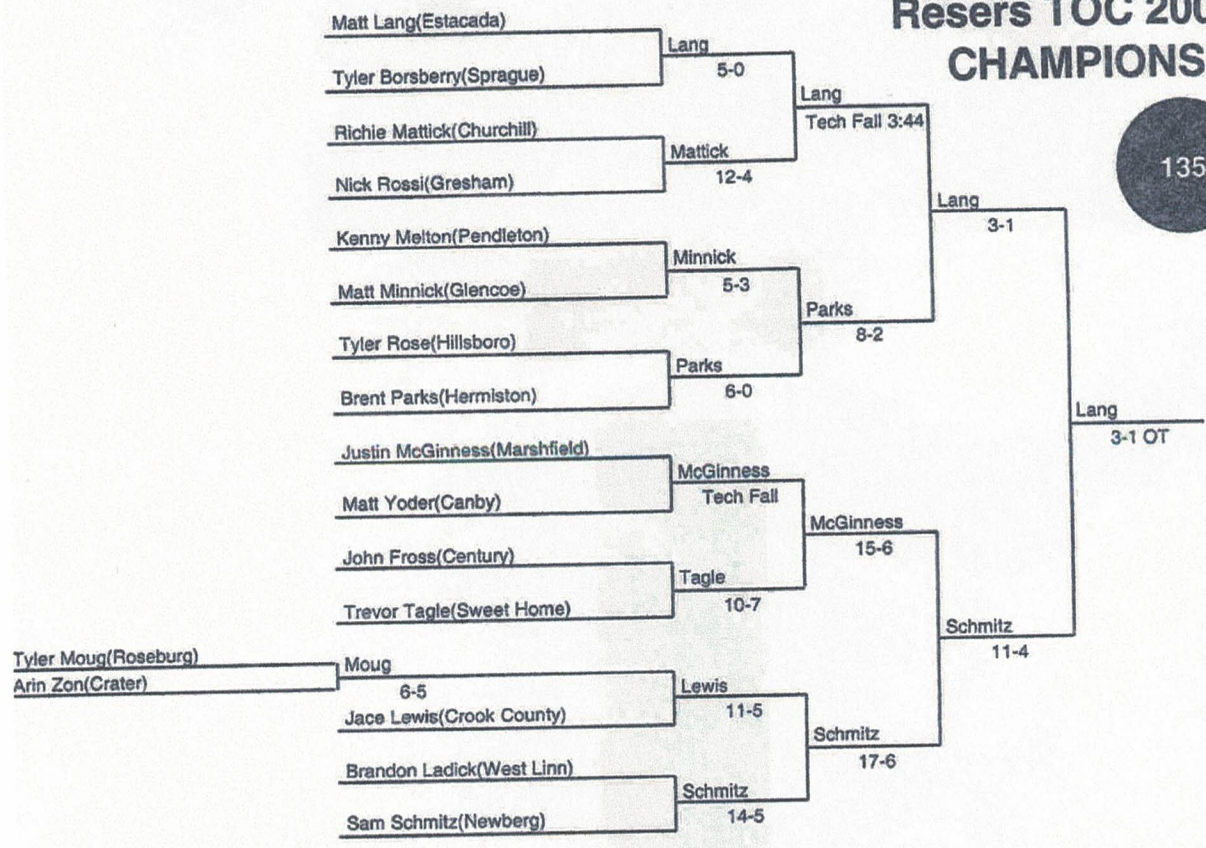 Resers TOC 200
CHAMPIONS
135
Matt Lang(Estacada)
Lang
5-0
Tyler Borsberry(Sprague)
Lang
Tech Fall 3:44
Richie Mattick(Churchill)
Mattick
12-4
Nick Rossi(Gresham)
Lang
3-1
Kenny Melton(Pendleton)
Minnick
5-3
Matt Minnick(Glencoe)
Parks
8-2
Tyler Rose(Hillsboro)
Parks
6-0
Brent Parks(Hermiston)
Lang
3-1 OT
Justin McGinness(Marshfield)
McGinness
Tech Fall
Matt Yoder(Canby)
McGinness
15-6
John Fross(Century)
Tagle
10-7
Trevor Tagle(Sweet Home)
Schmitz
11-4
Tyler Moug(Roseburg)
Moug
6-5
Arin Zon(Crater)
Lewis
11-5
Jace Lewis(Crook County)
Schmitz
17-6
Brandon Ladick(West Linn)
Schmitz
14-5
Sam Schmitz(Newberg)